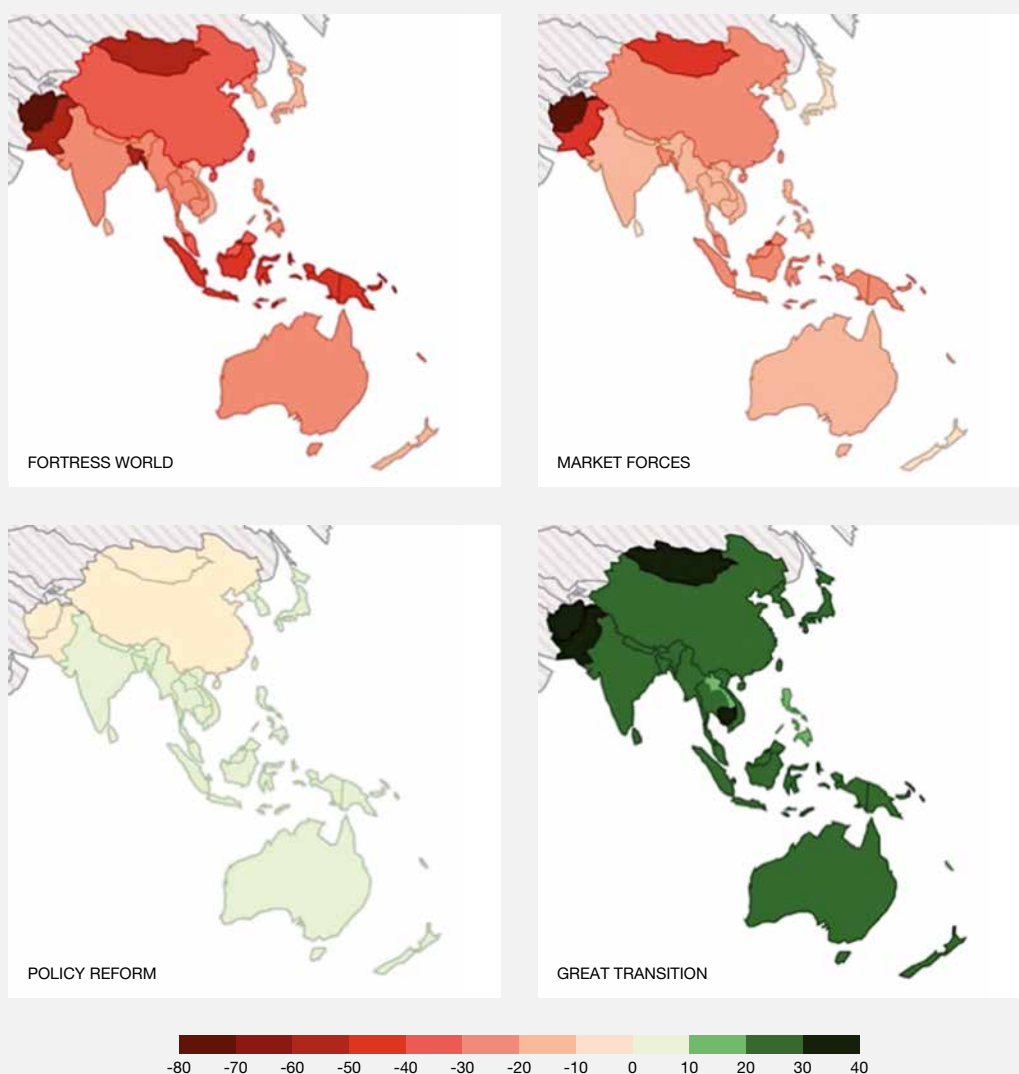 FORTRESS WORLD
MARKET FORCES
POLICY REFORM
GREAT TRANSITION
-80 -70 -60 -50 -40 -30 -20 -10 0 10 20 30 40